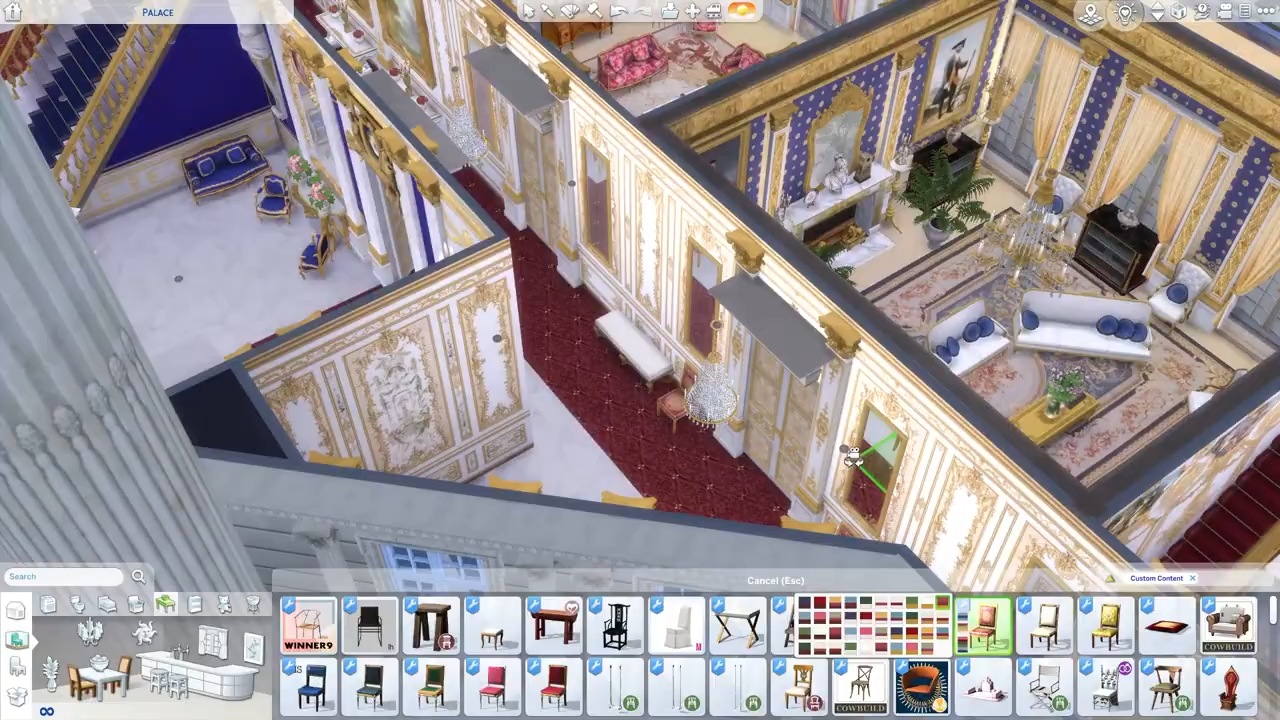 PALACE
Search
Cancel (Esc)
Custom Content
WINNER9
COWBUILD
COWBUILD